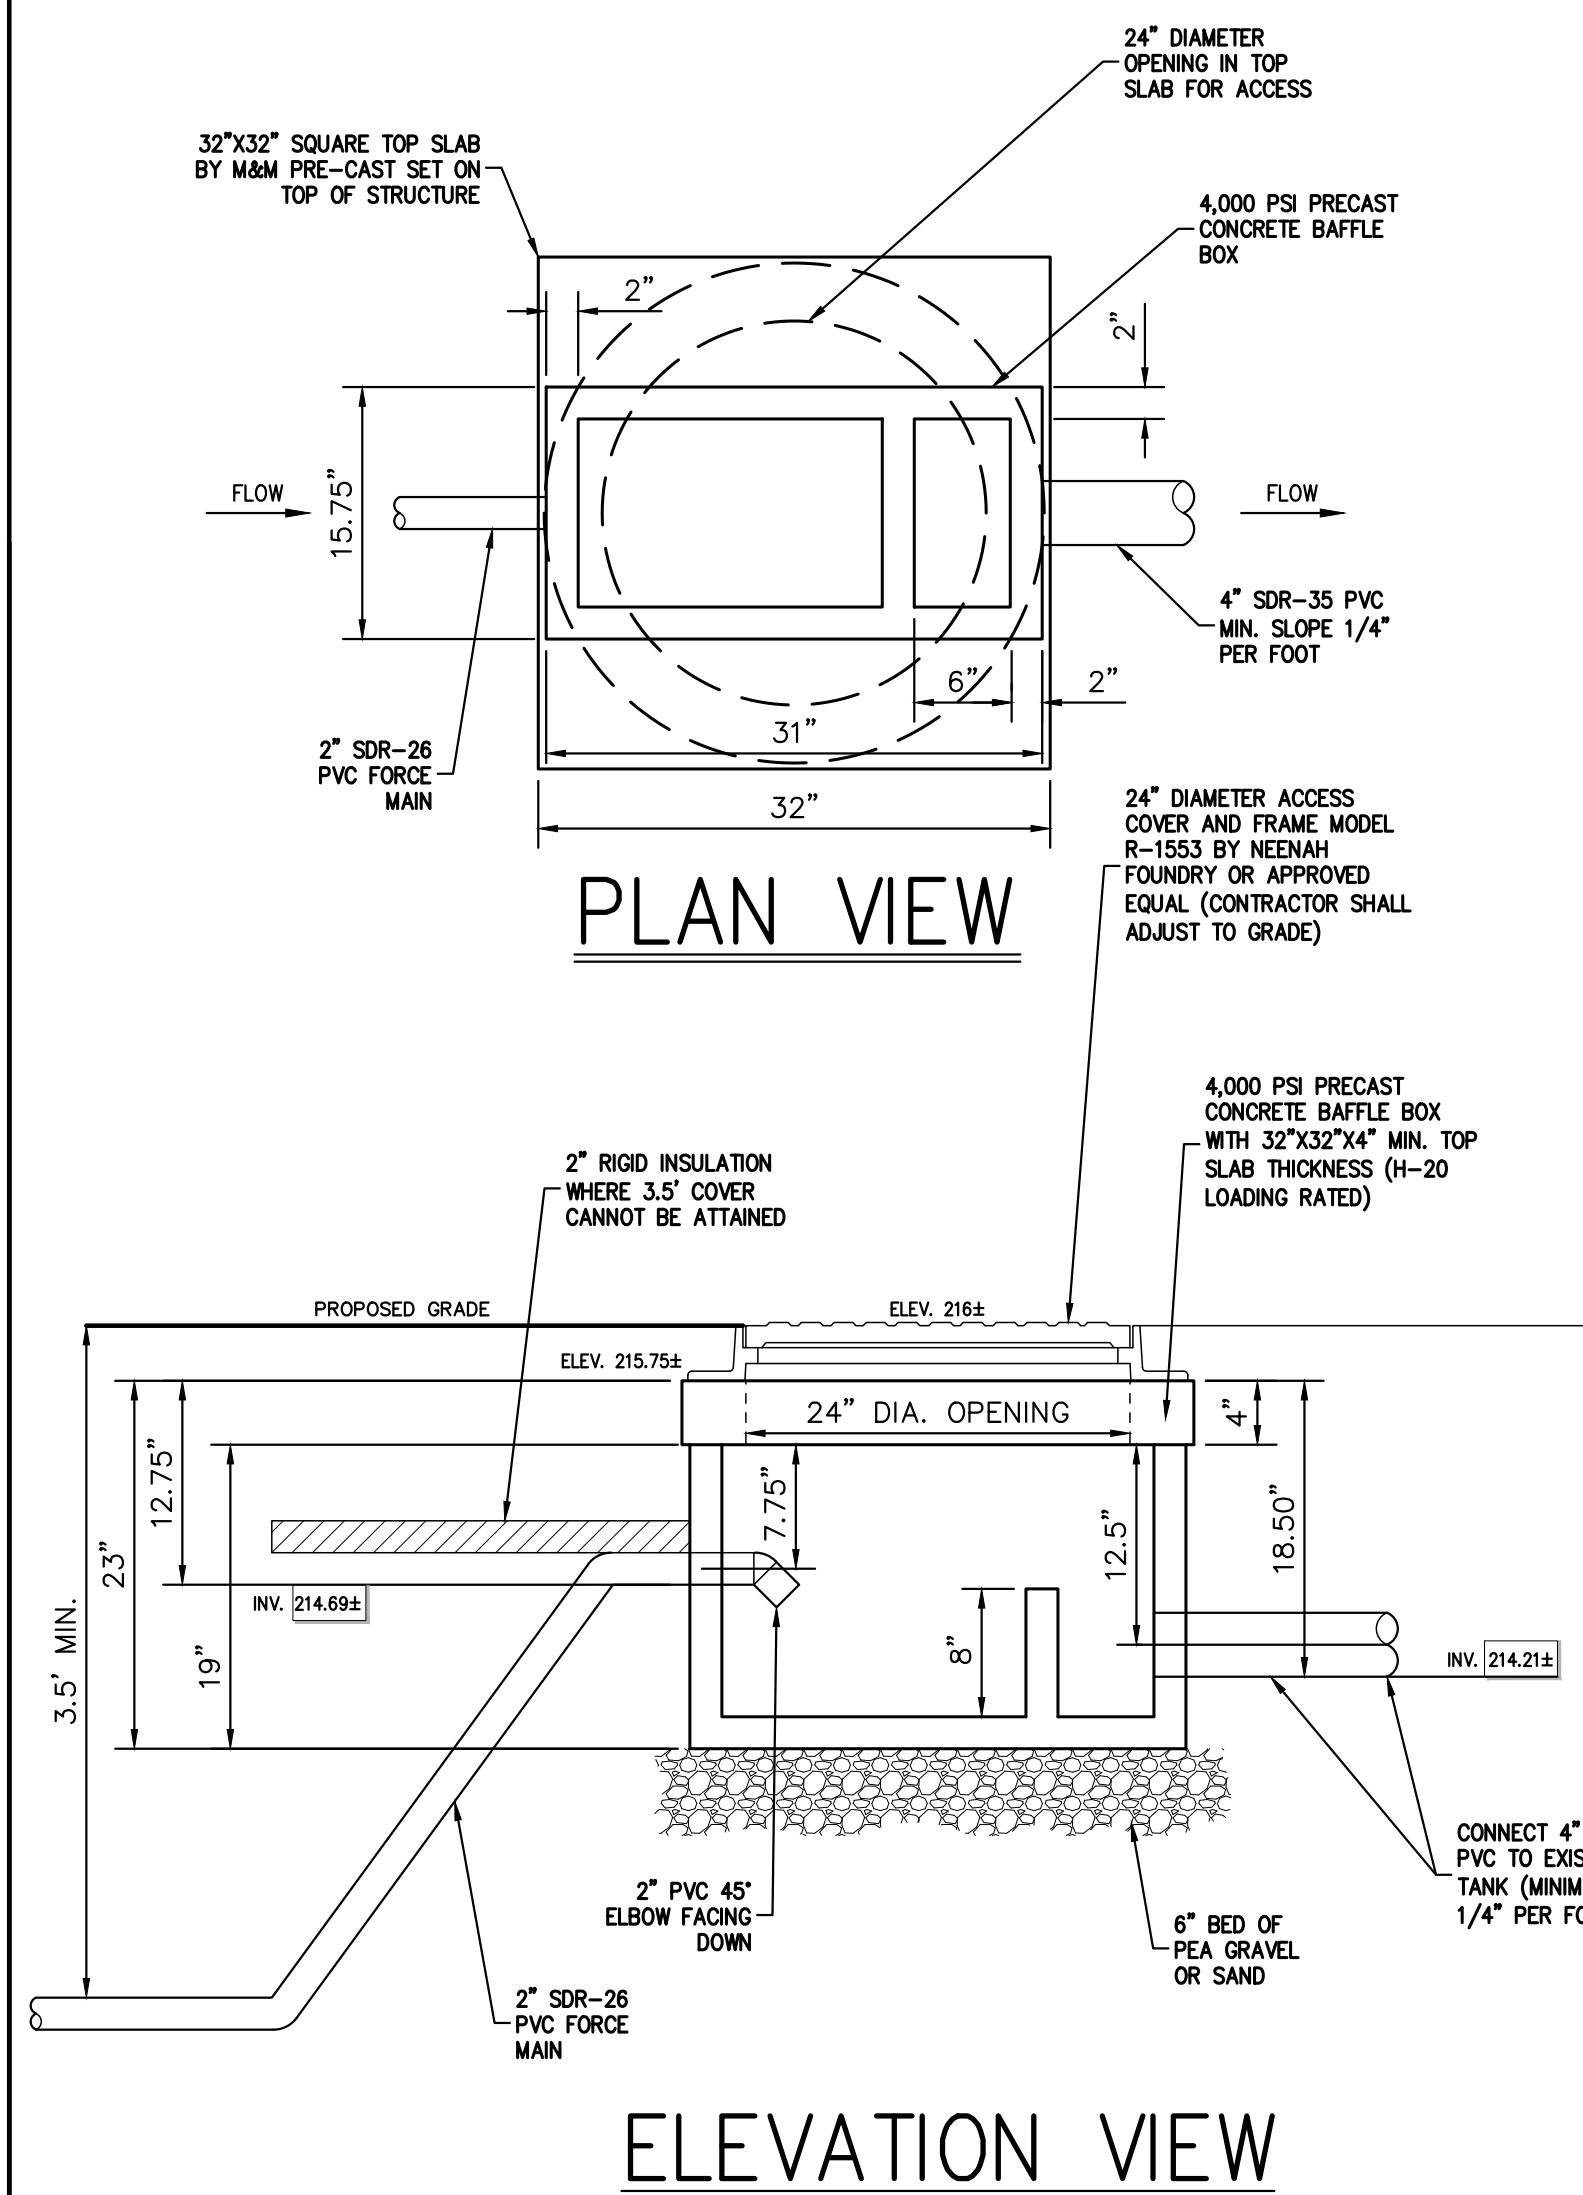 24" DIAMETER
OPENING IN TOP
SLAB FOR ACCESS
32"X32" SQUARE TOP SLAB
BY M&M PRE-CAST SET ON
TOP OF STRUCTURE
4,000 PSI PRECAST
CONCRETE BAFFLE
BOX
2"
2"
15.75"
FLOW
FLOW
4" SDR-35 PVC
MIN. SLOPE 1/4"
PER FOOT
6"
2"
31"
2" SDR-26
PVC FORCE
MAIN
32"
PLAN VIEW
24" DIAMETER ACCESS
COVER AND FRAME MODEL
R-1553 BY NEENAH
FOUNDRY OR APPROVED
EQUAL (CONTRACTOR SHALL
ADJUST TO GRADE)
4,000 PSI PRECAST
CONCRETE BAFFLE BOX
WITH 32"X32"X4" MIN. TOP
SLAB THICKNESS (H-20
LOADING RATED)
2" RIGID INSULATION
WHERE 3.5' COVER
CANNOT BE ATTAINED
PROPOSED GRADE
ELEV. 216±
ELEV. 215.75±
24" DIA. OPENING
4"
12.75"
7.75"
12.5"
18.50"
23"
INV. 214.69±
19"
3.5' MIN.
8"
INV. 214.21±
CONNECT 4"
PVC TO EXIS
TANK (MINIM
1/4" PER FO
2" PVC 45°
ELBOW FACING
DOWN
6" BED OF
PEA GRAVEL
OR SAND
2" SDR-26
PVC FORCE
MAIN
ELEVATION VIEW